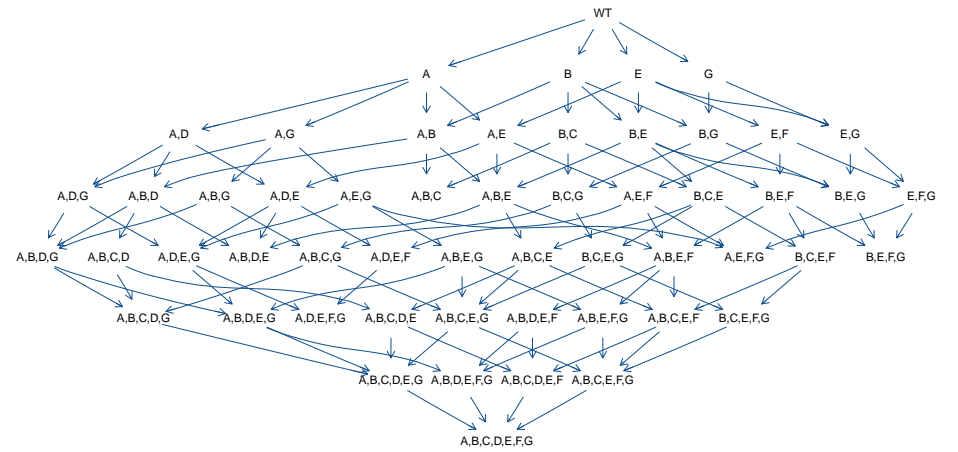 WT
A B E G
A,D A,G A,B A,E B,C B,E B,G E,F E,G
A,D,G A,B,D A,B,G A,D,E A,E,G A,B,C A,B,E B,C,G A,E,F B,C,E B,E,F B,E,G E,F,G
A,B,D,G A,B,C,D A,D,E,G A,B,D,E A,B,C,G A,D,E,F A,B,E,G A,B,C,E B,C,E,G A,B,E,F A,E,F,G B,C,E,F B,E,F,G
A,B,C,D,G A,B,D,E,G A,D,E,F,G A,B,C,D,E A,B,C,E,G A,B,D,E,F A,B,E,F,G A,B,C,E,F B,C,E,F,G
A,B,C,D,E,G A,B,D,E,F,G A,B,C,D,E,F A,B,C,E,F,G
A,B,C,D,E,F,G